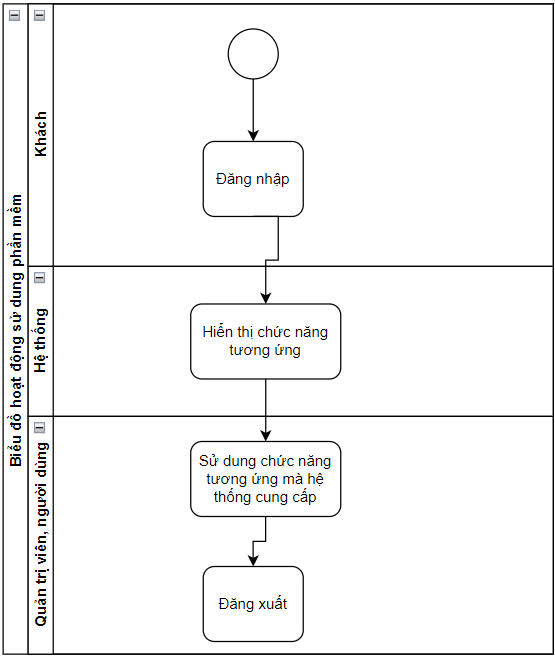 Biểu đồ hoạt động sử dung phần mềm
Khách
Đăng nhập
Hệ thống
Hiển thị chức năng
tương ứng
Quản trị viên, người dùng
Sử dung chức năng
tương ứng mà hệ
thống cung cấp
Đăng xuất